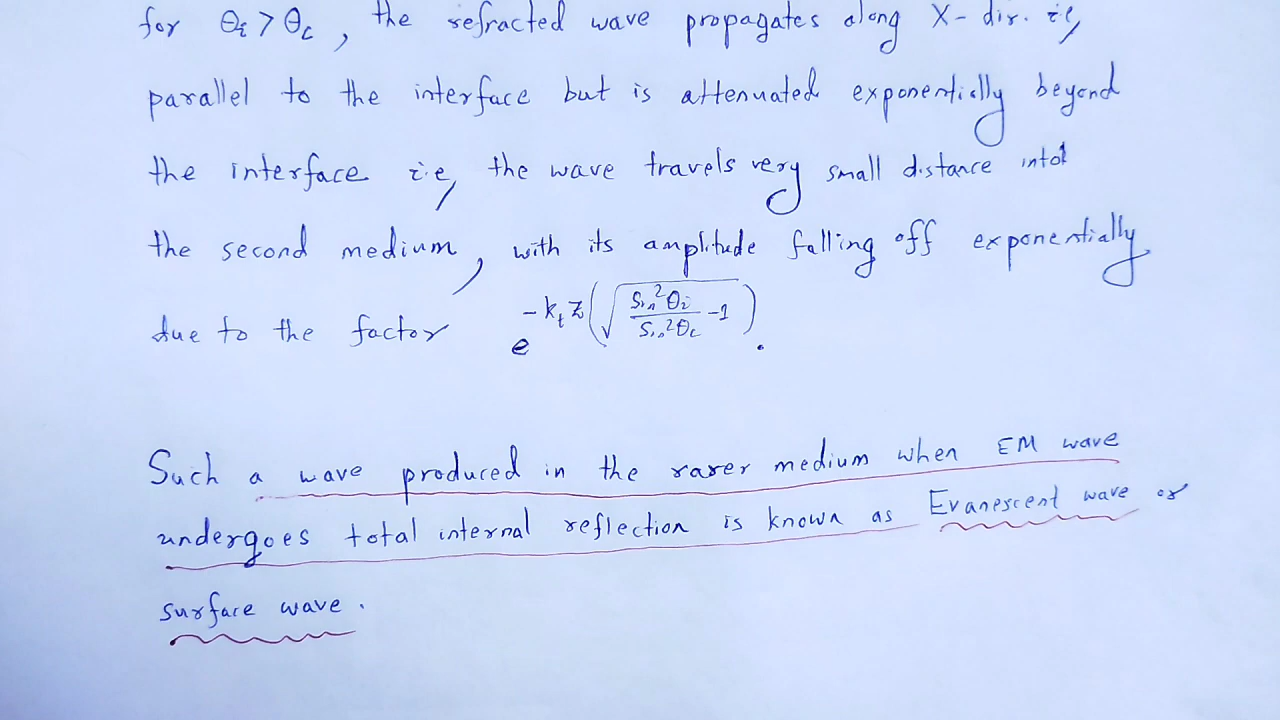 for θi > θc, the refracted wave propagates along X-dir. ie,
parallel to the interface but is attenuated exponentially beyond
the interface i.e, the wave travels very small distance into
the second medium, with its amplitude falling off exponentially
due to the factor e^{-k_t z(√(Sin²θi/Sin²θc - 1))}.
Such a wave produced in the rarer medium when EM wave
undergoes total internal reflection is known as Evanescent wave or
surface wave.